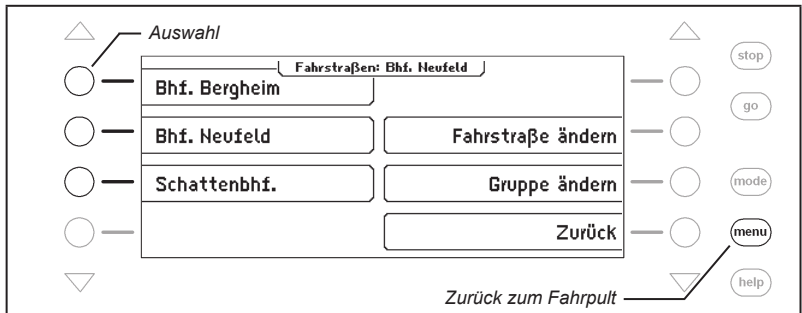 Auswahl
Fahrstraßen: Bhf. Neufeld
Bhf. Bergheim
Bhf. Neufeld
Fahrstraße ändern
Schattenbhf.
Gruppe ändern
Zurück
stop
go
mode
menu
help
Zurück zum Fahrpult